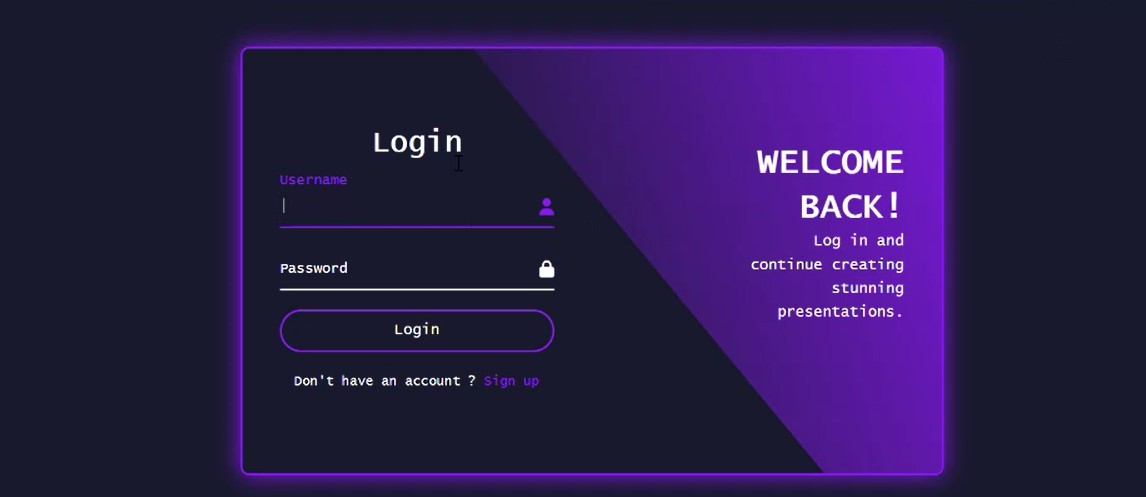 Login
Username
Password
Login
Don't have an account ? Sign up
WELCOME
BACK!
Log in and
continue creating
stunning
presentations.